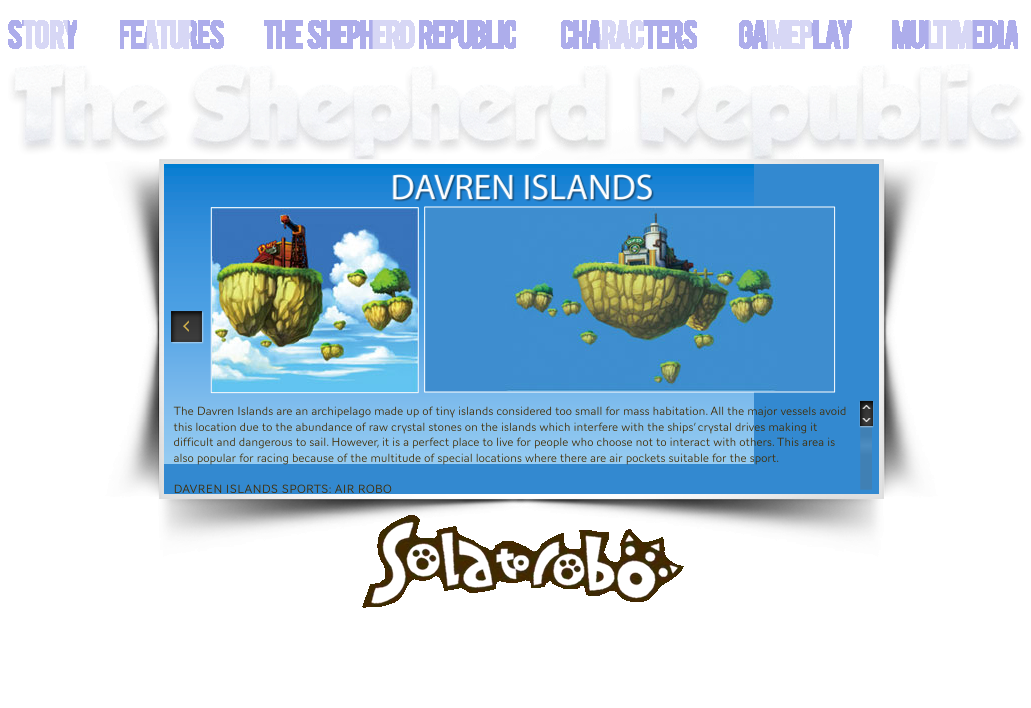 STORY FEATURES THE SHEPHERD REPUBLIC CHARACTERS GAMEPLAY MULTIMEDIA
The Shepherd Republic
DAVREN ISLANDS
The Davren Islands are an archipelago made up of tiny islands considered too small for mass habitation. All the major vessels avoid
this location due to the abundance of raw crystal stones on the islands which interfere with the ships' crystal drives making it
difficult and dangerous to sail. However, it is a perfect place to live for people who choose not to interact with others. This area is
also popular for racing because of the multitude of special locations where there are air pockets suitable for the sport.
DAVREN ISLANDS SPORTS: AIR ROBO
Solatorobo